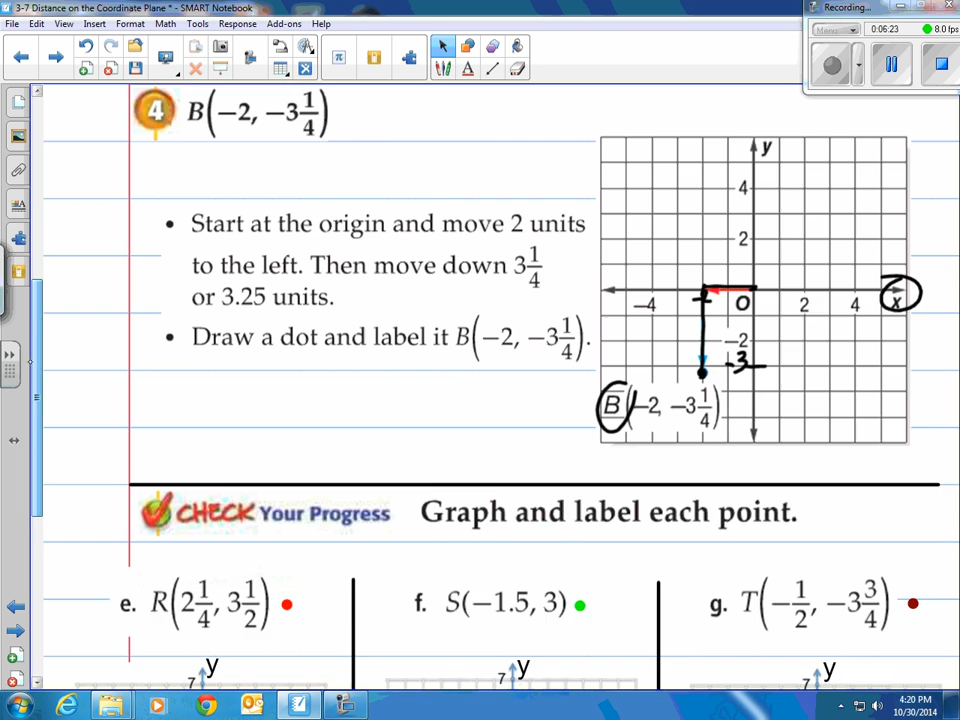 3-7 Distance on the Coordinate Plane * - SMART Notebook
Recording...
File Edit View Insert Format Math Tools Response Add-ons Help
Menu
0:06:23
8.0 fps
4 B(−2, −3 1/4)
y
4
• Start at the origin and move 2 units
2
to the left. Then move down 3 1/4
−4 O 2 4 x
or 3.25 units.
• Draw a dot and label it B(−2, −3 1/4).
−2
-3
B(−2, −3 1/4)
CHECK Your Progress Graph and label each point.
e. R(2 1/4, 3 1/2)
f. S(−1.5, 3)
g. T(−1/2, −3 3/4)
y
7
y
7
y
7
4:20 PM
10/30/2014